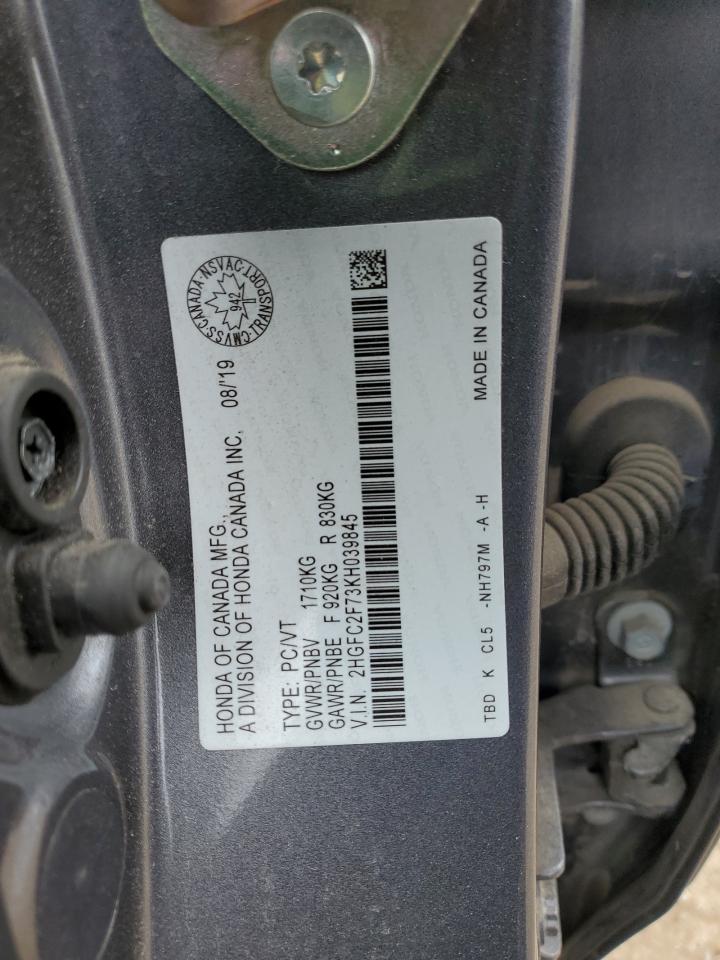 HONDA OF CANADA MFG.,
A DIVISION OF HONDA CANADA INC. 08/'19
CMVSS·CANADA·NSVAC·TRANSPORT
942
TYPE: PC/VT
GVWR/PNBV 1710KG
GAWR/PNBE F 920KG R 830KG
V.I.N. 2HGFC2F73KH039845
TBD K CL5 -NH797M -A -H MADE IN CANADA